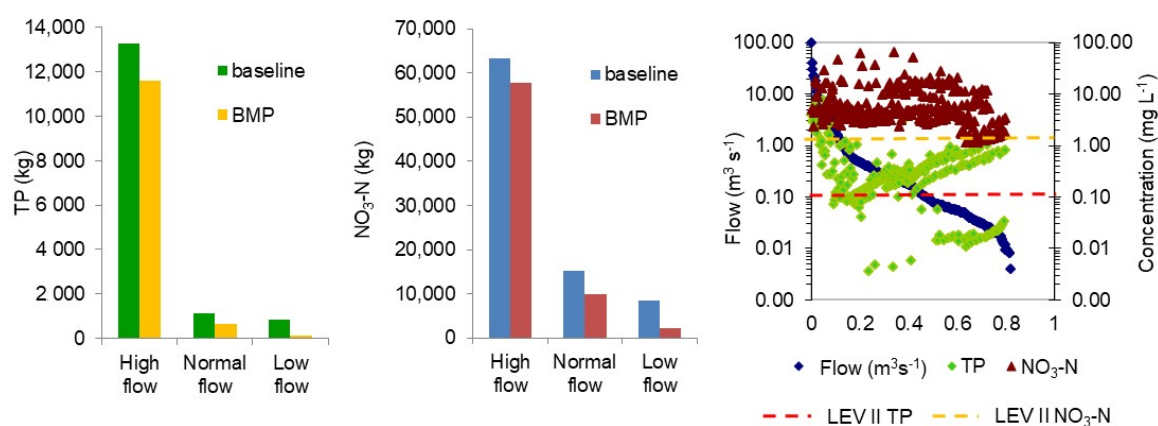 14,000
12,000
10,000
8 000
6 000
4 000
2 000
0
TP (kg)
baseline
BMP
High flow
Normal flow
Low flow
70,000
60,000
50,000
40,000
30,000
20,000
10,000
0
NO₃-N (kg)
baseline
BMP
High flow
Normal flow
Low flow
100.00
10.00
1.00
0.10
0.01
0.00
Flow (m³ s⁻¹)
100.00
10.00
1.00
0.10
0.01
0.00
Concentration (mg L⁻¹)
0 0.2 0.4 0.6 0.8 1
Flow (m³s⁻¹) TP NO₃-N
LEV II TP LEV II NO₃-N